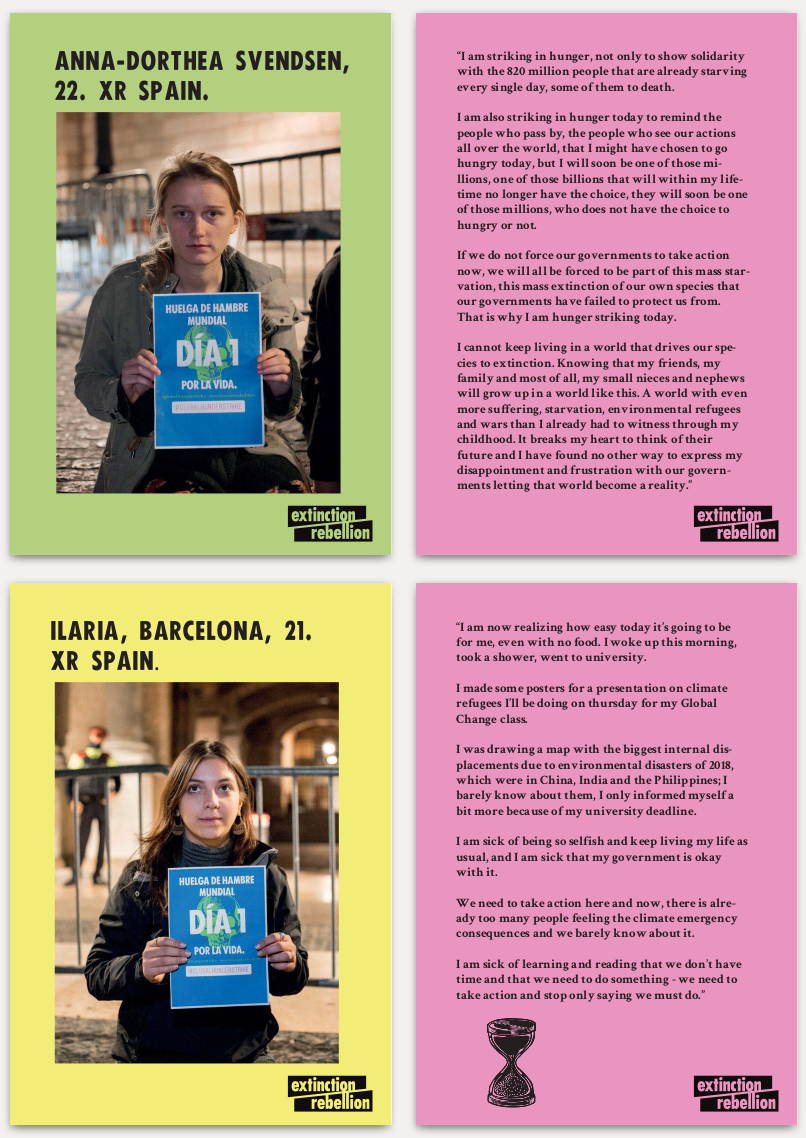 ANNA-DORTHEA SVENDSEN,
22. XR SPAIN.
HUELGA DE HAMBRE
MUNDIAL
DÍA 1
POR LA VIDA.
extinction
rebellion
“I am striking in hunger, not only to show solidarity
with the 820 million people that are already starving
every single day, some of them to death.
I am also striking in hunger today to remind the
people who pass by, the people who see our actions
all over the world, that I might have chosen to go
hungry today, but I will soon be one of those mi-
llions, one of those billions that will within my life-
time no longer have the choice, they will soon be one
of those millions, who does not have the choice to
hungry or not.
If we do not force our governments to take action
now, we will all be forced to be part of this mass star-
vation, this mass extinction of our own species that
our governments have failed to protect us from.
That is why I am hunger striking today.
I cannot keep living in a world that drives our spe-
cies to extinction. Knowing that my friends, my
family and most of all, my small nieces and nephews
will grow up in a world like this. A world with even
more suffering, starvation, environmental refugees
and wars than I already had to witness through my
childhood. It breaks my heart to think of their
future and I have found no other way to express my
disappointment and frustration with our govern-
ments letting that world become a reality.”
extinction
rebellion
ILARIA, BARCELONA, 21.
XR SPAIN.
HUELGA DE HAMBRE
MUNDIAL
DÍA 1
POR LA VIDA.
extinction
rebellion
“I am now realizing how easy today it’s going to be
for me, even with no food. I woke up this morning,
took a shower, went to university.
I made some posters for a presentation on climate
refugees I’ll be doing on thursday for my Global
Change class.
I was drawing a map with the biggest internal dis-
placements due to environmental disasters of 2018,
which were in China, India and the Philippines; I
barely know about them, I only informed myself a
bit more because of my university deadline.
I am sick of being so selfish and keep living my life as
usual, and I am sick that my government is okay
with it.
We need to take action here and now, there is alre-
ady too many people feeling the climate emergency
consequences and we barely know about it.
I am sick of learning and reading that we don’t have
time and that we need to do something - we need to
take action and stop only saying we must do.”
extinction
rebellion